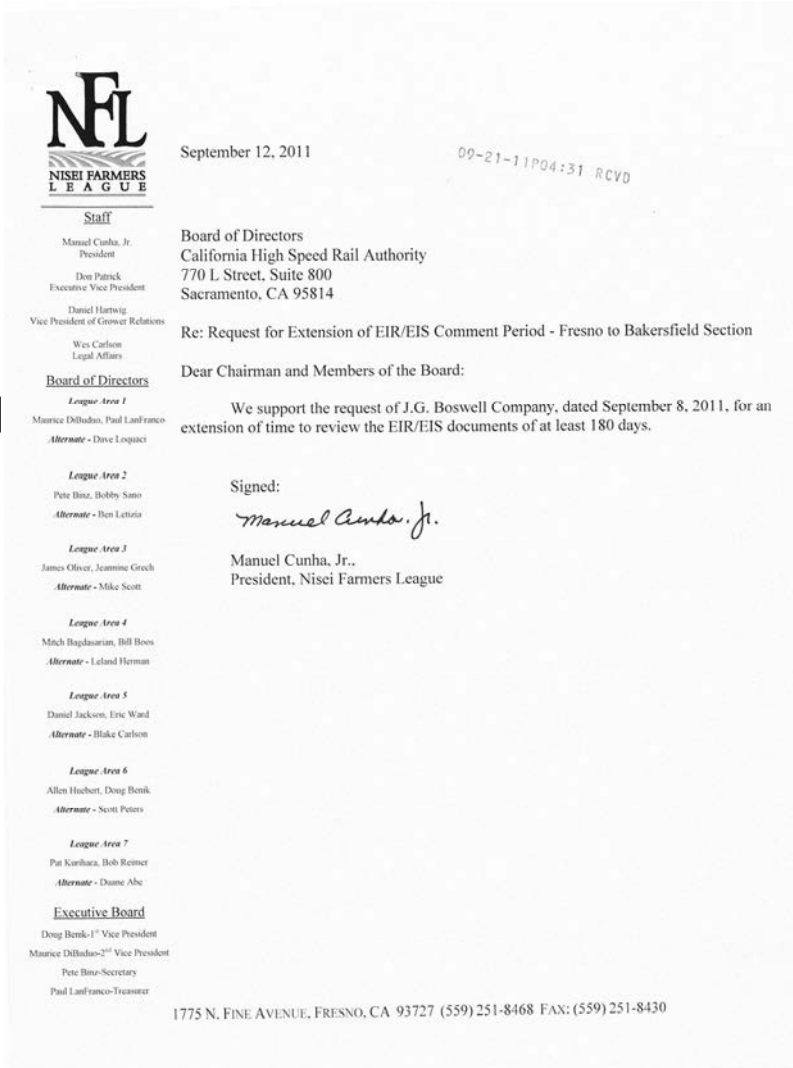 NFL
NISEI FARMERS
LEAGUE
Staff
Manuel Cunha, Jr.
President
Don Patrick
Executive Vice President
Daniel Hartwig
Vice President of Grower Relations
Wes Carlson
Legal Affairs
Board of Directors
League Area 1
Maurice DiBuduo, Paul LanFranco
Alternate - Dave Loquaci
League Area 2
Pete Binz, Bobby Sano
Alternate - Ben Letizia
League Area 3
James Oliver, Jeannine Grech
Alternate - Mike Scott
League Area 4
Mitch Bagdasarian, Bill Boos
Alternate - Leland Herman
League Area 5
Daniel Jackson, Eric Ward
Alternate - Blake Carlson
League Area 6
Allen Huebert, Doug Benik
Alternate - Scott Peters
League Area 7
Pat Kurihara, Bob Reimer
Alternate - Duane Abe
Executive Board
Doug Benik-1st Vice President
Maurice DiBuduo-2nd Vice President
Pete Binz-Secretary
Paul LanFranco-Treasurer
September 12, 2011
09-21-11P04:31 RCVD
Board of Directors
California High Speed Rail Authority
770 L Street, Suite 800
Sacramento, CA 95814
Re: Request for Extension of EIR/EIS Comment Period - Fresno to Bakersfield Section
Dear Chairman and Members of the Board:
We support the request of J.G. Boswell Company, dated September 8, 2011, for an
extension of time to review the EIR/EIS documents of at least 180 days.
Signed:
Manuel Cunha, Jr.
Manuel Cunha, Jr.,
President, Nisei Farmers League
1775 N. FINE AVENUE, FRESNO, CA 93727 (559) 251-8468 FAX: (559) 251-8430